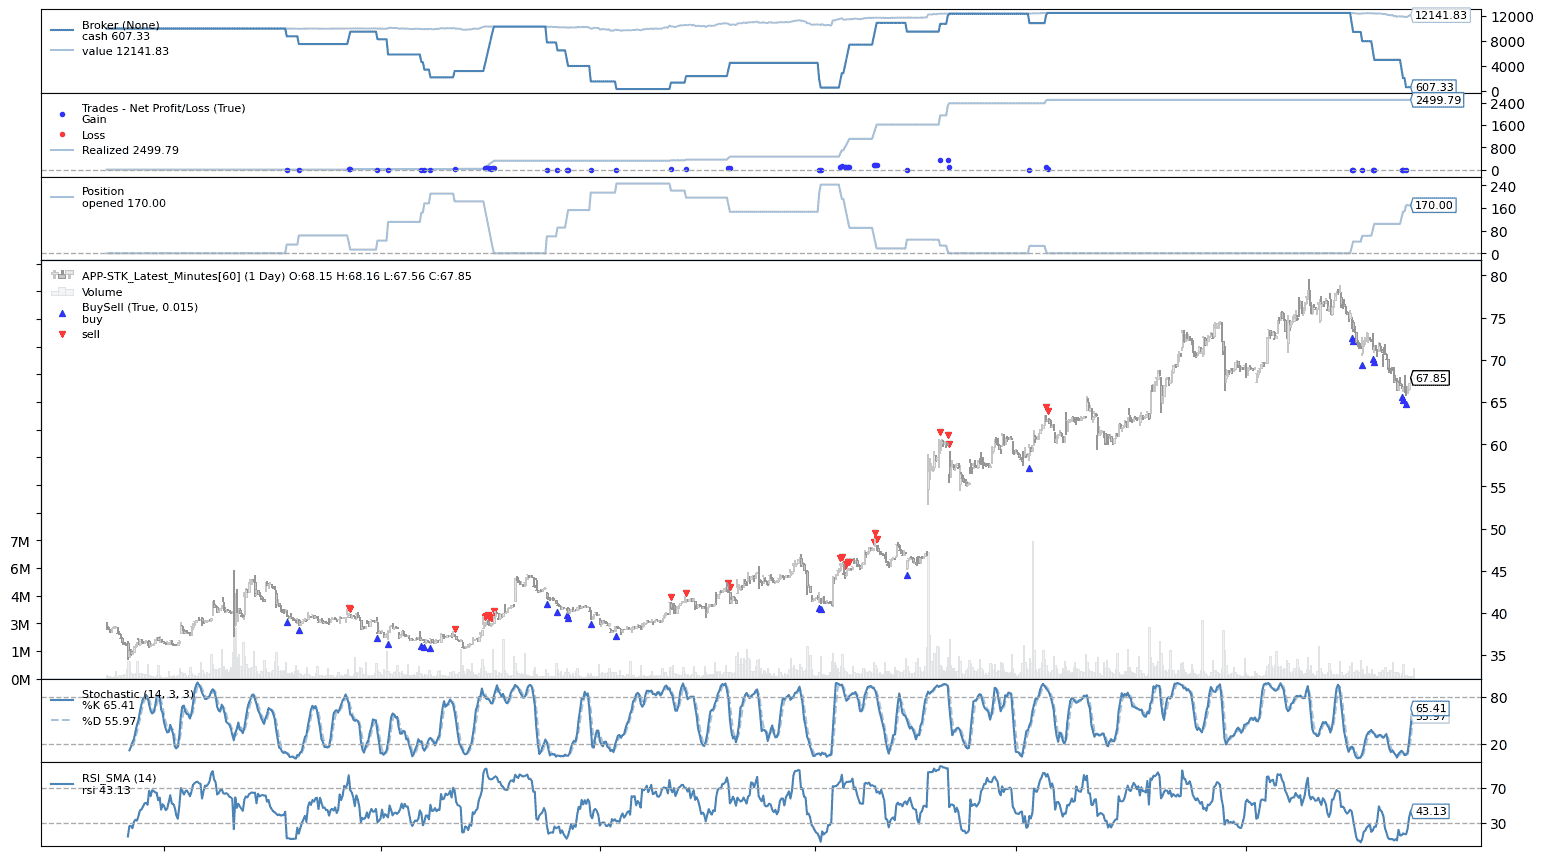 Broker (None)
cash 607.33
value 12141.83
12141.83
12000
8000
4000
0
607.33
Trades - Net Profit/Loss (True)
Gain
Loss
Realized 2499.79
2499.79
2400
1600
800
0
Position
opened 170.00
240
170.00
160
80
0
APP-STK_Latest_Minutes[60] (1 Day) O:68.15 H:68.16 L:67.56 C:67.85
Volume
BuySell (True, 0.015)
buy
sell
80
75
70
67.85
65
60
55
50
45
40
35
7M
6M
4M
3M
1M
0M
Stochastic (14, 3, 3)
%K 65.41
%D 55.97
80
65.41
55.97
20
RSI_SMA (14)
rsi 43.13
70
43.13
30